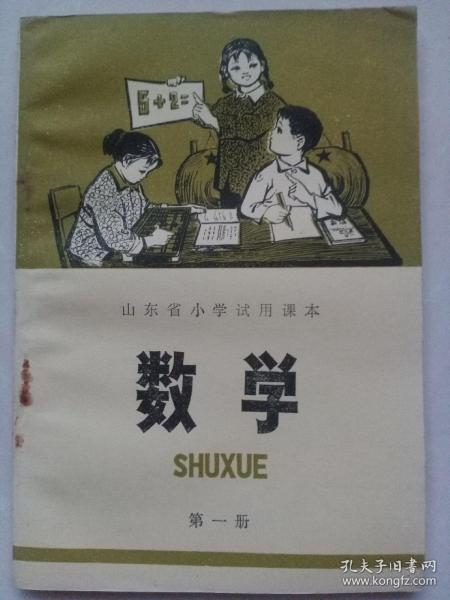 6+2=
山东省小学试用课本
数学
SHUXUE
第一册
孔夫子旧书网
www.kongfz.com